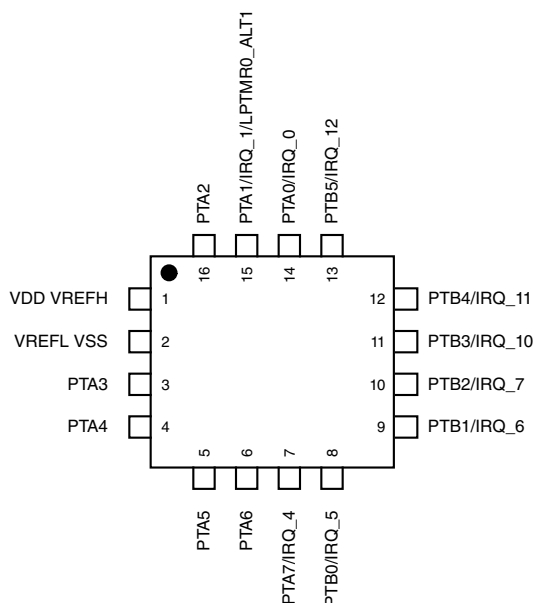 PTA2
PTA1/IRQ_1/LPTMR0_ALT1
PTA0/IRQ_0
PTB5/IRQ_12
16
15
14
13
VDD VREFH
1
12
PTB4/IRQ_11
VREFL VSS
2
11
PTB3/IRQ_10
PTA3
3
10
PTB2/IRQ_7
PTA4
4
9
PTB1/IRQ_6
5
6
7
8
PTA5
PTA6
PTA7/IRQ_4
PTB0/IRQ_5